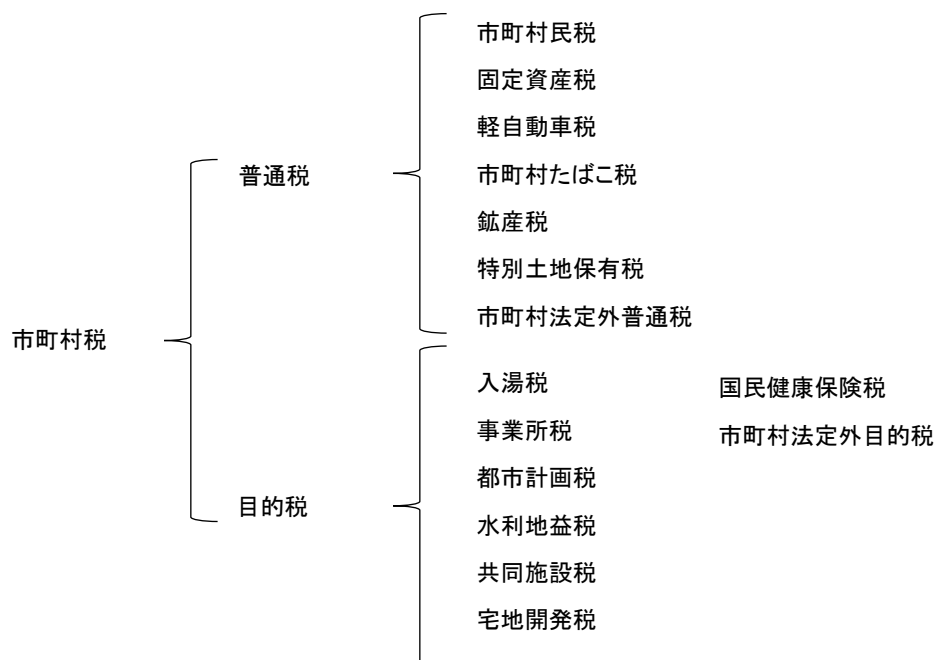 市町村税
普通税
市町村民税
固定資産税
軽自動車税
市町村たばこ税
鉱産税
特別土地保有税
市町村法定外普通税
目的税
入湯税
事業所税
都市計画税
水利地益税
共同施設税
宅地開発税
国民健康保険税
市町村法定外目的税